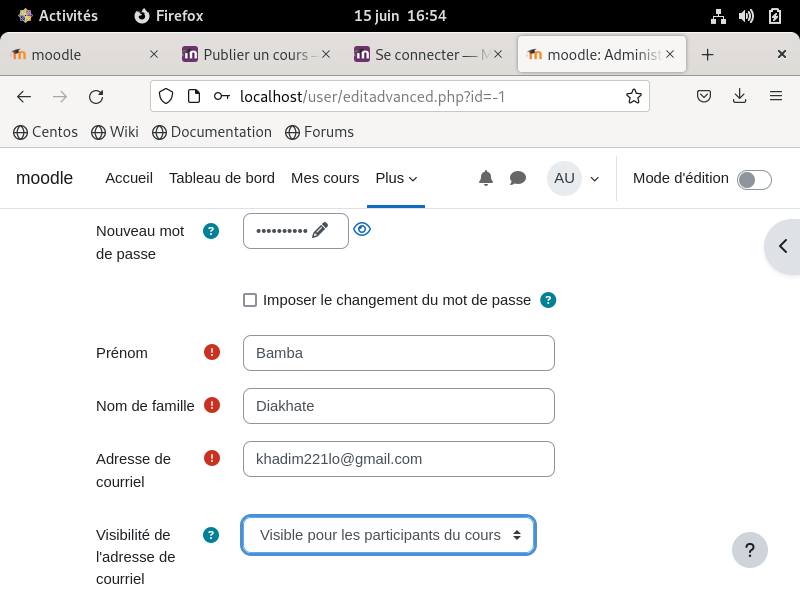 Activités Firefox 15 juin 16:54
moodle × Publier un cours – × Se connecter — M × moodle: Administ × + ×
localhost/user/editadvanced.php?id=-1
Centos Wiki Documentation Forums
moodle Accueil Tableau de bord Mes cours Plus AU Mode d'édition
Nouveau mot
de passe
?
••••••••••
Imposer le changement du mot de passe ?
Prénom ! Bamba
Nom de famille ! Diakhate
Adresse de
courriel
! khadim221lo@gmail.com
Visibilité de
l'adresse de
courriel
? Visible pour les participants du cours
?